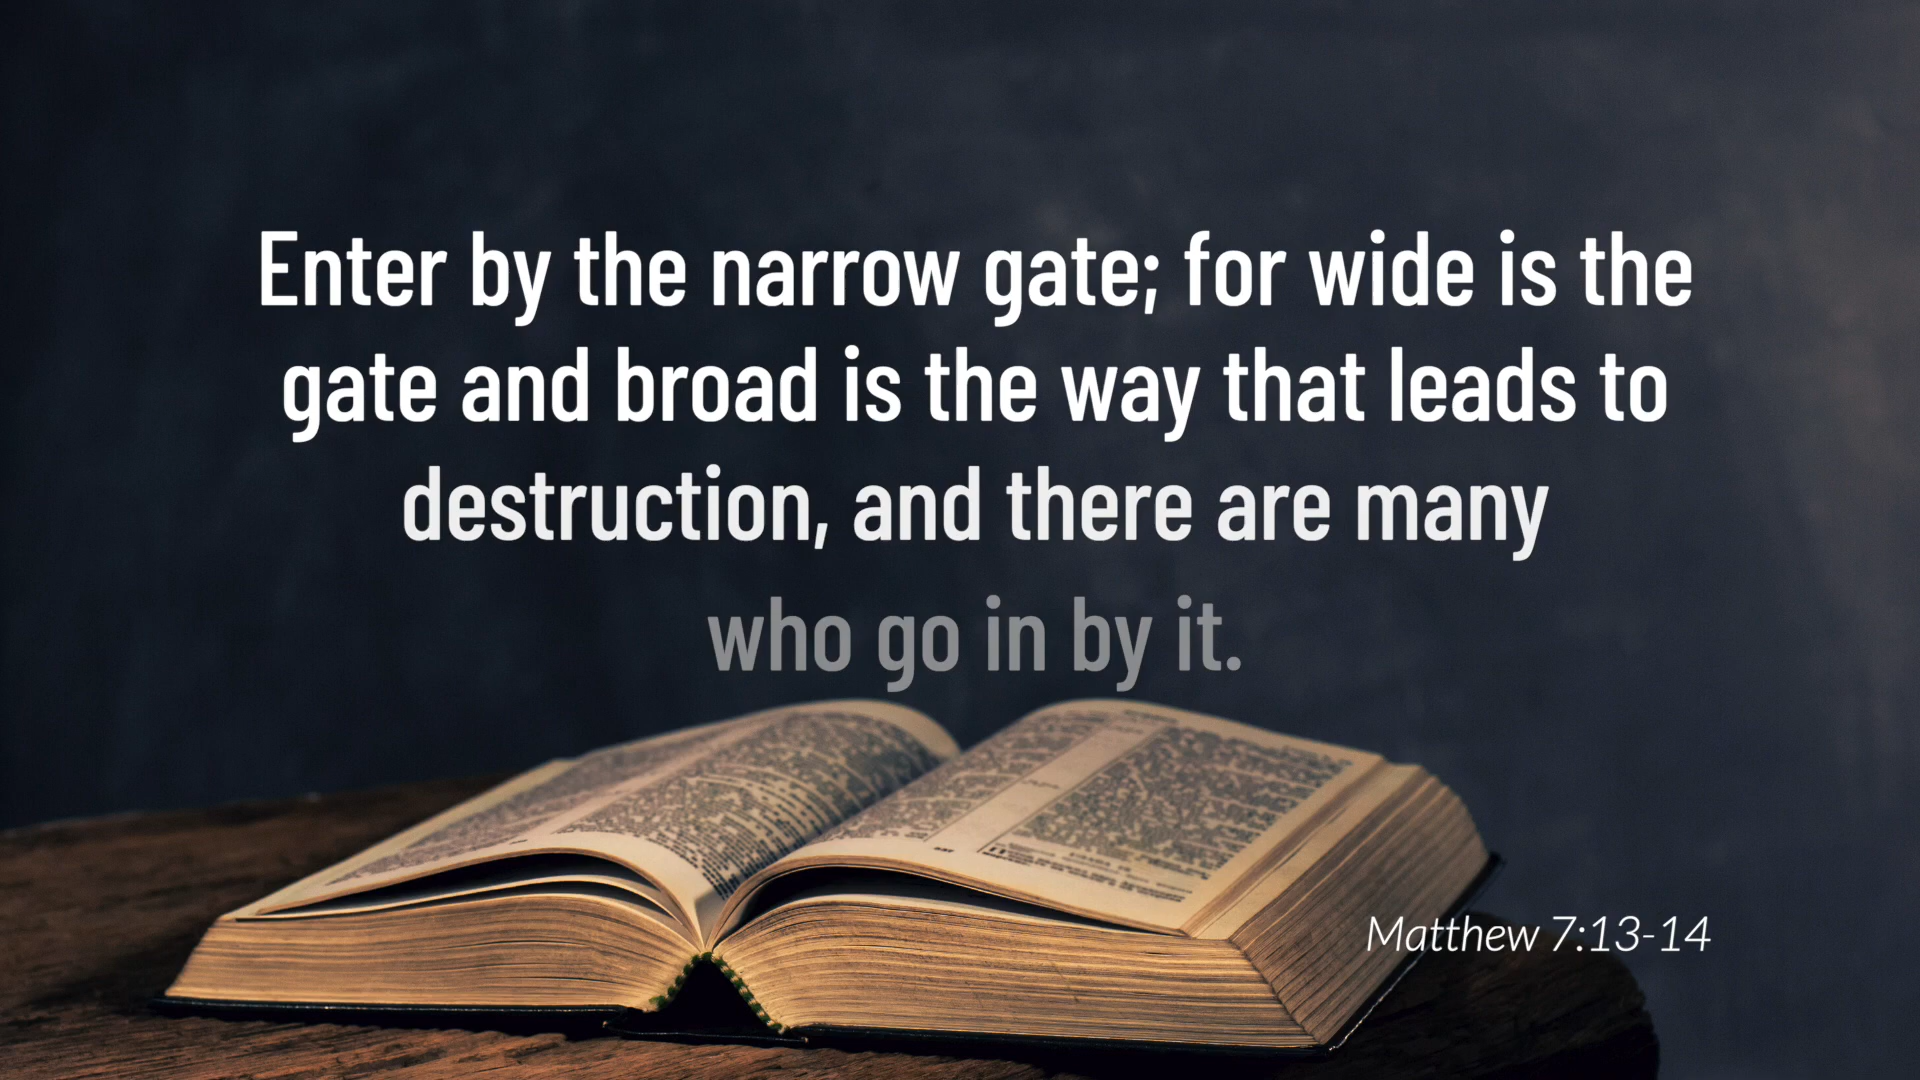 Enter by the narrow gate; for wide is the
gate and broad is the way that leads to
destruction, and there are many
who go in by it.
Matthew 7:13-14